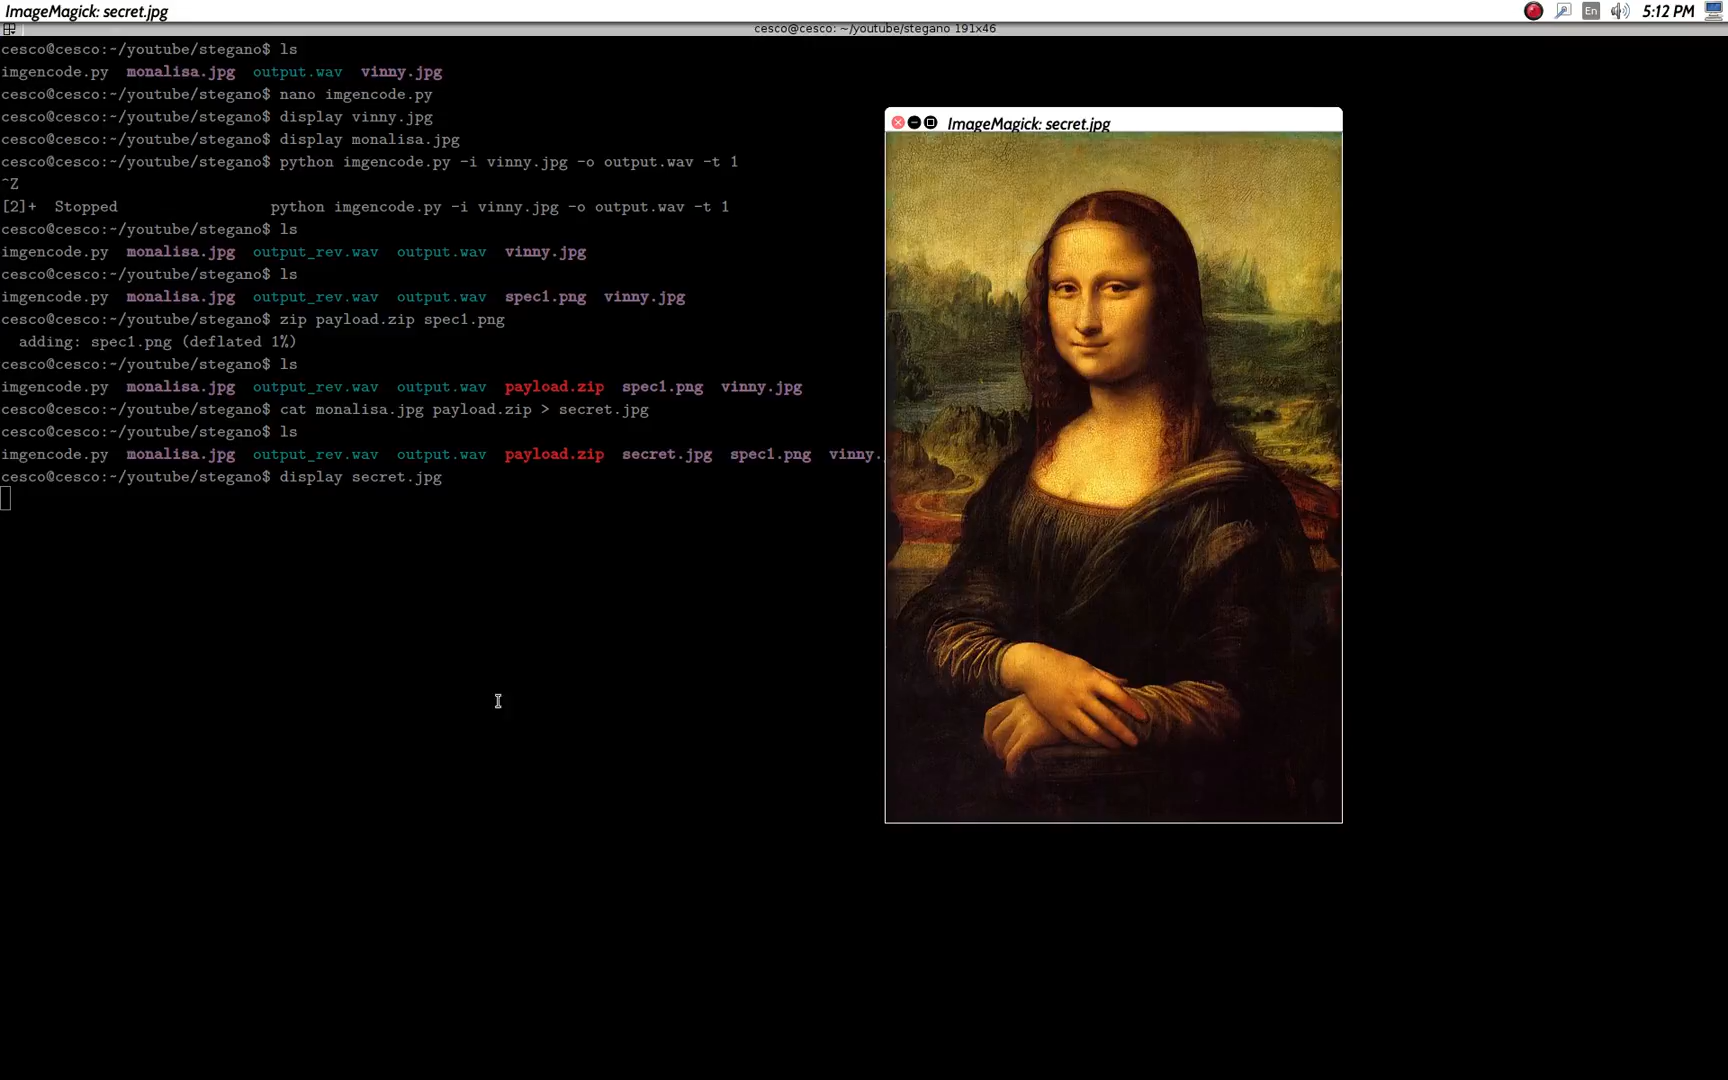 ImageMagick: secret.jpg
En
5:12 PM
cesco@cesco: ~/youtube/stegano 191x46
cesco@cesco:~/youtube/stegano$ ls
imgencode.py monalisa.jpg output.wav vinny.jpg
cesco@cesco:~/youtube/stegano$ nano imgencode.py
cesco@cesco:~/youtube/stegano$ display vinny.jpg
cesco@cesco:~/youtube/stegano$ display monalisa.jpg
cesco@cesco:~/youtube/stegano$ python imgencode.py -i vinny.jpg -o output.wav -t 1
^Z
[2]+ Stopped python imgencode.py -i vinny.jpg -o output.wav -t 1
cesco@cesco:~/youtube/stegano$ ls
imgencode.py monalisa.jpg output_rev.wav output.wav vinny.jpg
cesco@cesco:~/youtube/stegano$ ls
imgencode.py monalisa.jpg output_rev.wav output.wav spec1.png vinny.jpg
cesco@cesco:~/youtube/stegano$ zip payload.zip spec1.png
adding: spec1.png (deflated 1%)
cesco@cesco:~/youtube/stegano$ ls
imgencode.py monalisa.jpg output_rev.wav output.wav payload.zip spec1.png vinny.jpg
cesco@cesco:~/youtube/stegano$ cat monalisa.jpg payload.zip > secret.jpg
cesco@cesco:~/youtube/stegano$ ls
imgencode.py monalisa.jpg output_rev.wav output.wav payload.zip secret.jpg spec1.png vinny.
cesco@cesco:~/youtube/stegano$ display secret.jpg
ImageMagick: secret.jpg